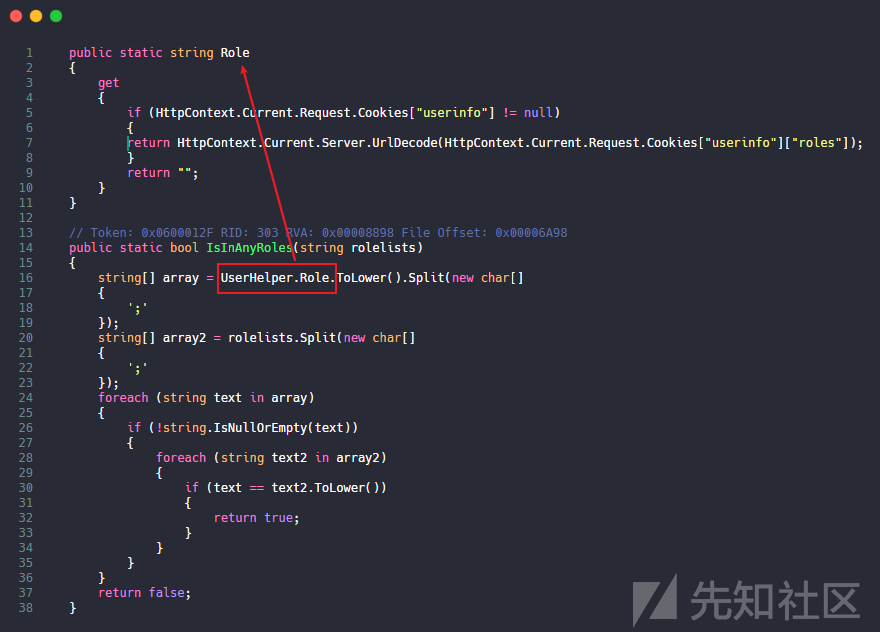 1 public static string Role
2 {
3 get
4 {
5 if (HttpContext.Current.Request.Cookies["userinfo"] != null)
6 {
7 return HttpContext.Current.Server.UrlDecode(HttpContext.Current.Request.Cookies["userinfo"]["roles"]);
8 }
9 return "";
10 }
11 }
12
13 // Token: 0x0600012F RID: 303 RVA: 0x00008898 File Offset: 0x00006A98
14 public static bool IsInAnyRoles(string rolelists)
15 {
16 string[] array = UserHelper.Role.ToLower().Split(new char[]
17 {
18 ';'
19 });
20 string[] array2 = rolelists.Split(new char[]
21 {
22 ';'
23 });
24 foreach (string text in array)
25 {
26 if (!string.IsNullOrEmpty(text))
27 {
28 foreach (string text2 in array2)
29 {
30 if (text == text2.ToLower())
31 {
32 return true;
33 }
34 }
35 }
36 }
37 return false;
38 }
先知社区